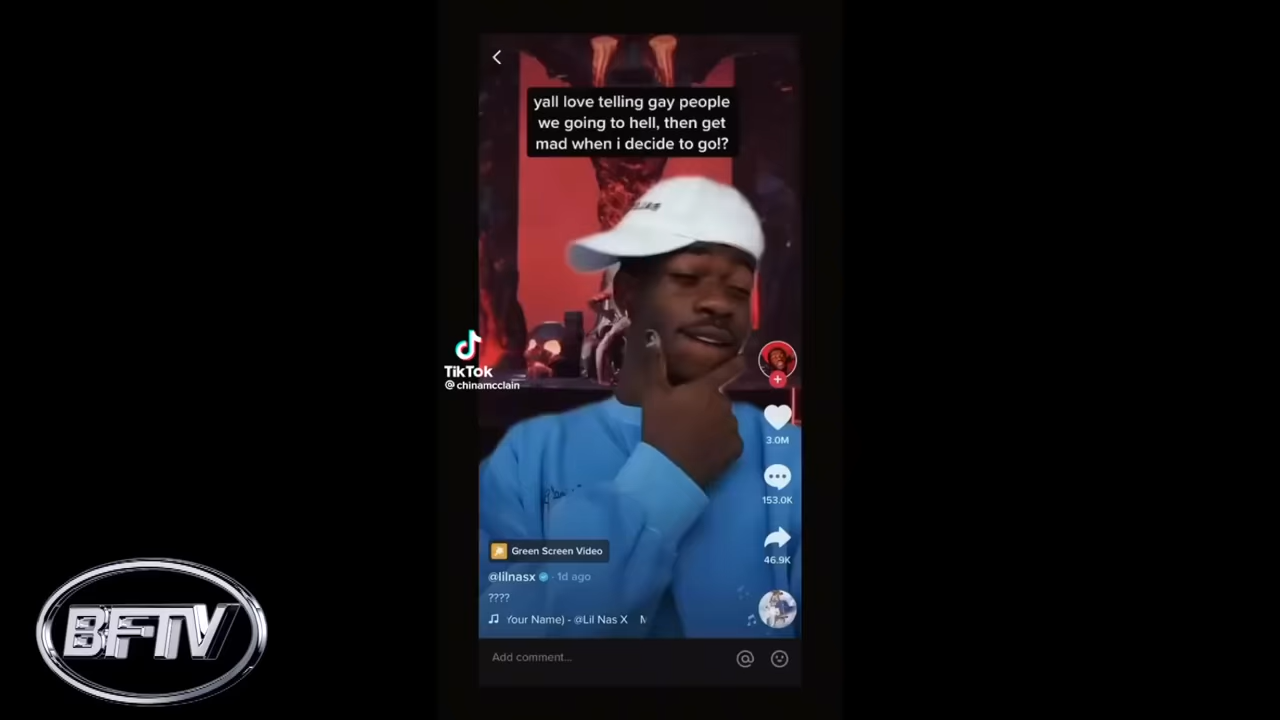 yall love telling gay people
we going to hell, then get
mad when i decide to go!?
TikTok
@chinamcclain
3.0M
153.0K
46.9K
Green Screen Video
@lilnasx · 1d ago
????
Your Name) - @Lil Nas X M
Add comment...
BFTV